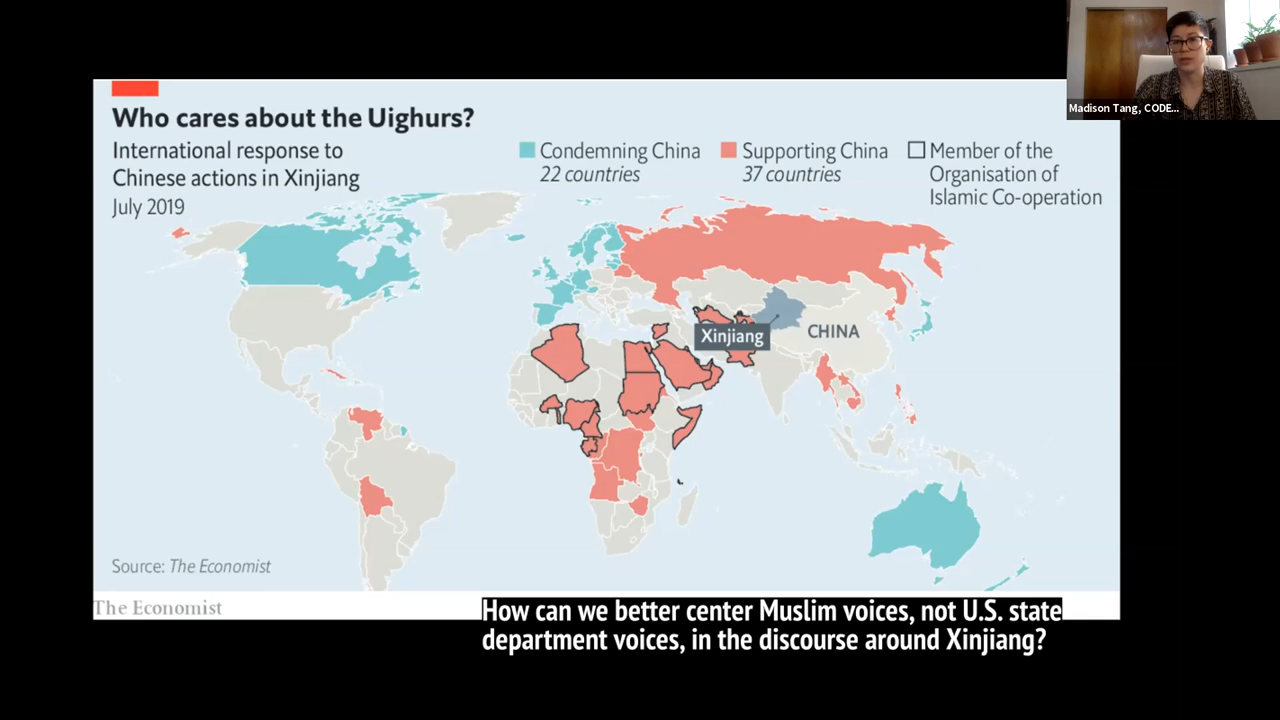 Madison Tang, CODE...
Who cares about the Uighurs?
International response to
Chinese actions in Xinjiang
July 2019
Condemning China
22 countries
Supporting China
37 countries
Member of the
Organisation of
Islamic Co-operation
Xinjiang
CHINA
Source: The Economist
The Economist
How can we better center Muslim voices, not U.S. state
department voices, in the discourse around Xinjiang?